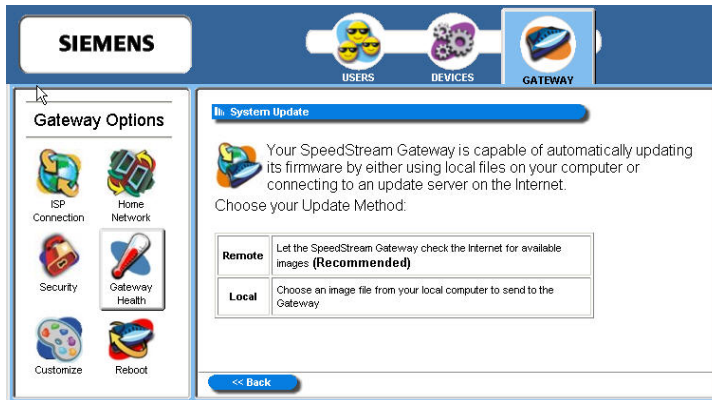 SIEMENS
USERS
DEVICES
GATEWAY
Gateway Options
ISP
Connection
Home
Network
Security
Gateway
Health
Customize
Reboot
System Update
Your SpeedStream Gateway is capable of automatically updating
its firmware by either using local files on your computer or
connecting to an update server on the Internet.
Choose your Update Method:
Remote
Let the SpeedStream Gateway check the Internet for available
images (Recommended)
Local
Choose an image file from your local computer to send to the
Gateway
<< Back